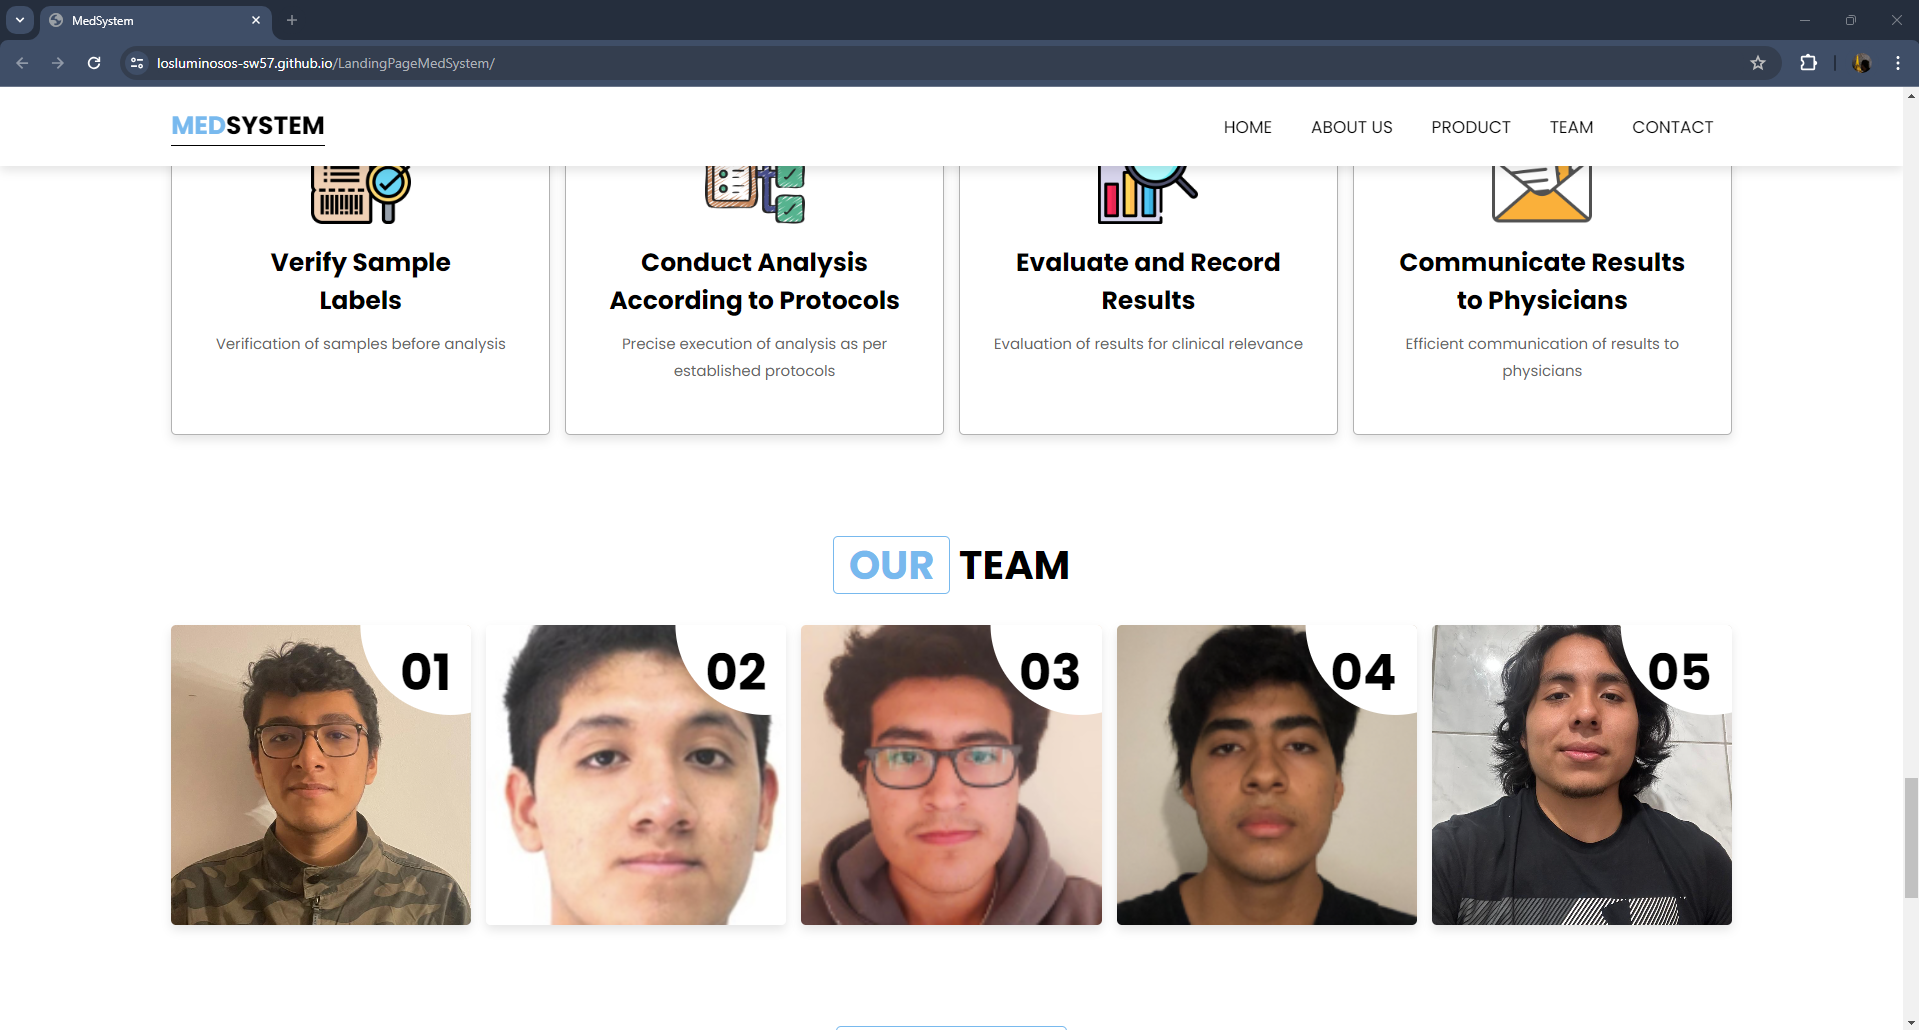 MedSystem
losluminosos-sw57.github.io/LandingPageMedSystem/
MEDSYSTEM
HOME ABOUT US PRODUCT TEAM CONTACT
Verify Sample
Labels
Verification of samples before analysis
Conduct Analysis
According to Protocols
Precise execution of analysis as per
established protocols
Evaluate and Record
Results
Evaluation of results for clinical relevance
Communicate Results
to Physicians
Efficient communication of results to
physicians
OUR TEAM
01
02
03
04
05